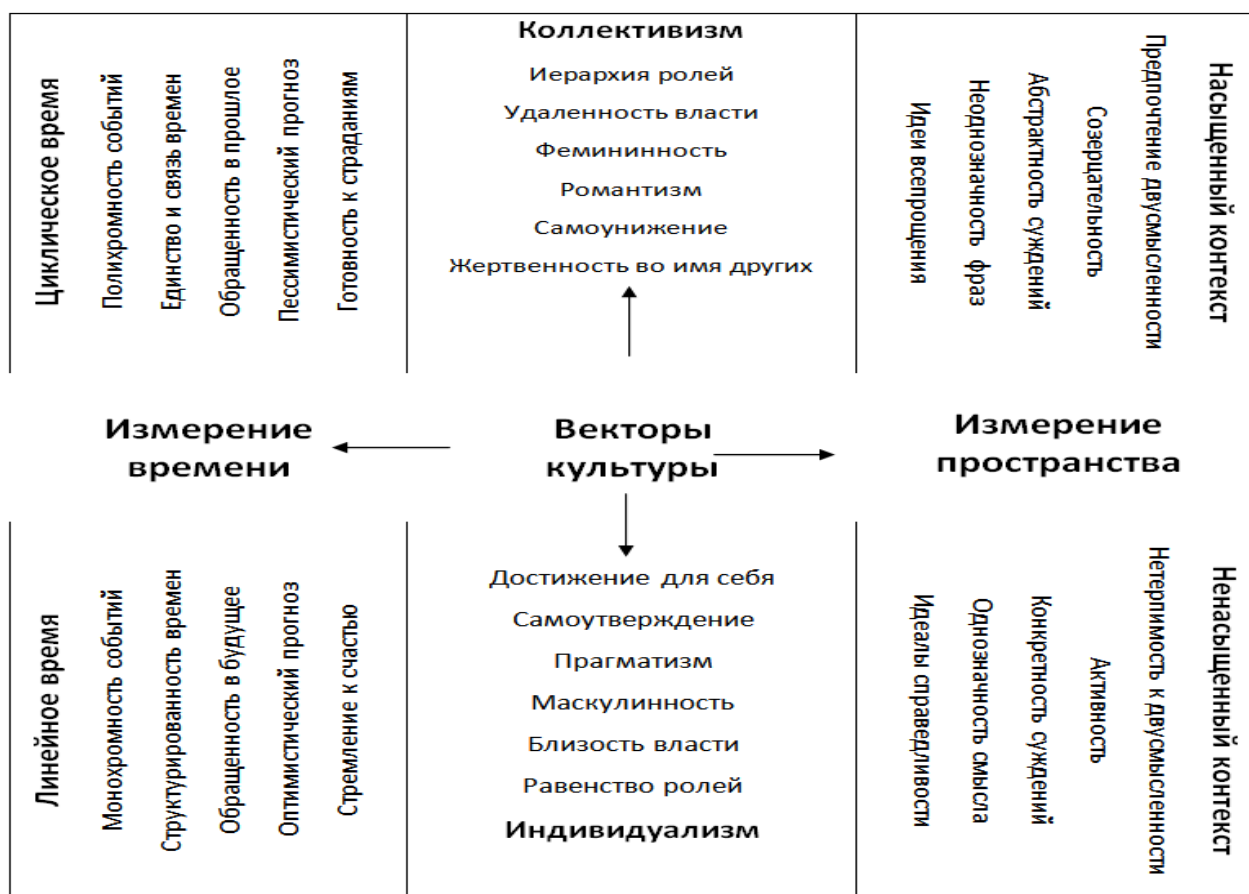 Циклическое время
Полихромность событий
Единство и связь времен
Обращенность в прошлое
Пессимистический прогноз
Готовность к страданиям
Коллективизм
Иерархия ролей
Удаленность власти
Фемининность
Романтизм
Самоунижение
Жертвенность во имя других
Насыщенный контекст
Предпочтение двусмысленности
Созерцательность
Абстрактность суждений
Неоднозначность фраз
Идеи всепрощения
Измерение
времени
Векторы
культуры
Измерение
пространства
Линейное время
Монохромность событий
Структурированность времен
Обращенность в будущее
Оптимистический прогноз
Стремление к счастью
Достижение для себя
Самоутверждение
Прагматизм
Маскулинность
Близость власти
Равенство ролей
Индивидуализм
Ненасыщенный контекст
Нетерпимость к двусмысленности
Активность
Конкретность суждений
Однозначность смысла
Идеалы справедливости